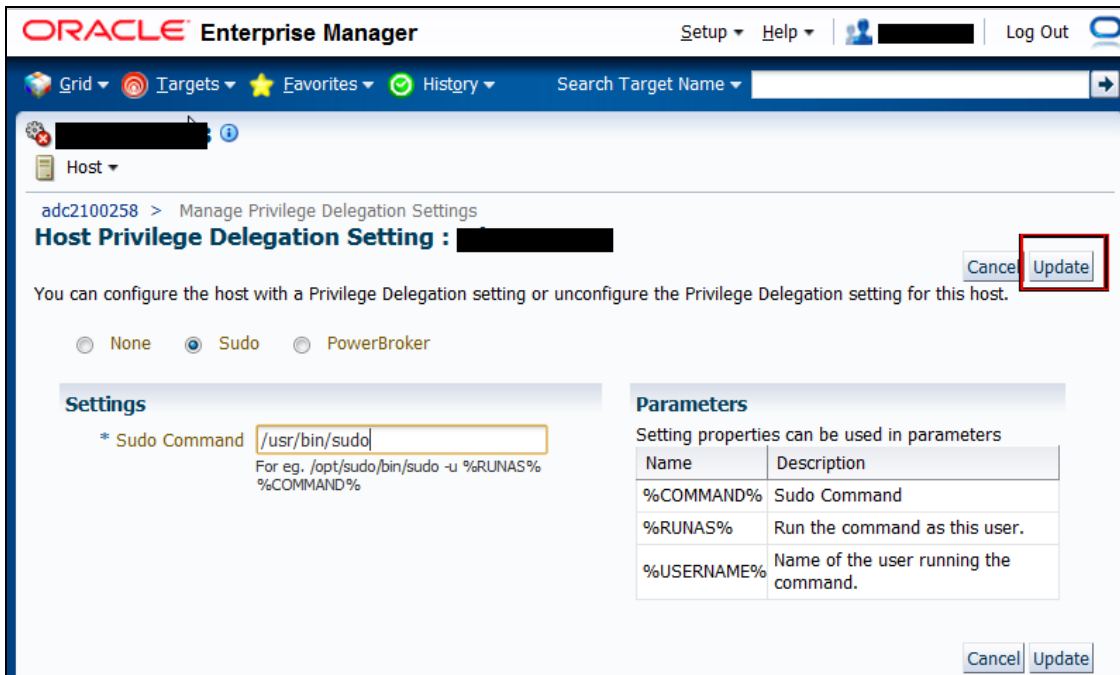 ORACLE Enterprise Manager Setup Help Log Out
Grid Targets Favorites History Search Target Name
Host
adc2100258 > Manage Privilege Delegation Settings
Host Privilege Delegation Setting :
Cancel Update
You can configure the host with a Privilege Delegation setting or unconfigure the Privilege Delegation setting for this host.
None Sudo PowerBroker
Settings
* Sudo Command /usr/bin/sudo
For eg. /opt/sudo/bin/sudo -u %RUNAS%
%COMMAND%
Parameters
Setting properties can be used in parameters
Name Description
%COMMAND% Sudo Command
%RUNAS% Run the command as this user.
%USERNAME% Name of the user running the
command.
Cancel Update